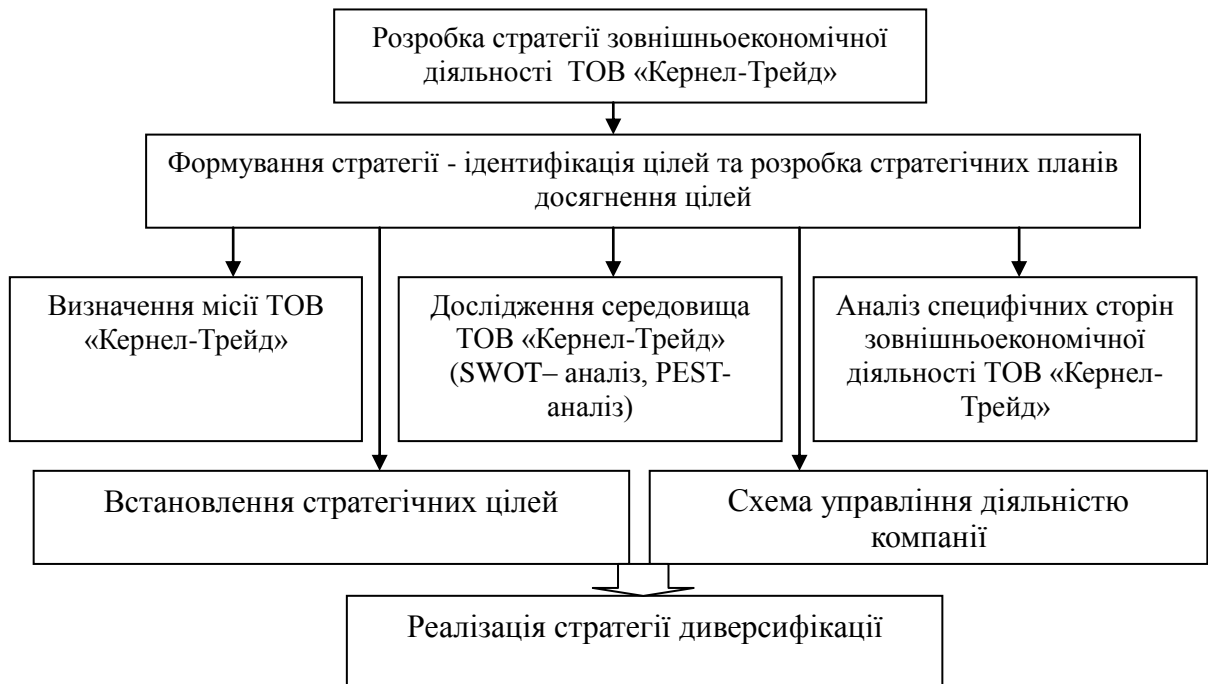 Розробка стратегії зовнішньоекономічної
діяльності ТОВ «Кернел-Трейд»
Формування стратегії - ідентифікація цілей та розробка стратегічних планів
досягнення цілей
Визначення місії ТОВ
«Кернел-Трейд»
Дослідження середовища
ТОВ «Кернел-Трейд»
(SWOT– аналіз, PEST-
аналіз)
Аналіз специфічних сторін
зовнішньоекономічної
діяльності ТОВ «Кернел-
Трейд»
Встановлення стратегічних цілей
Схема управління діяльністю
компанії
Реалізація стратегії диверсифікації